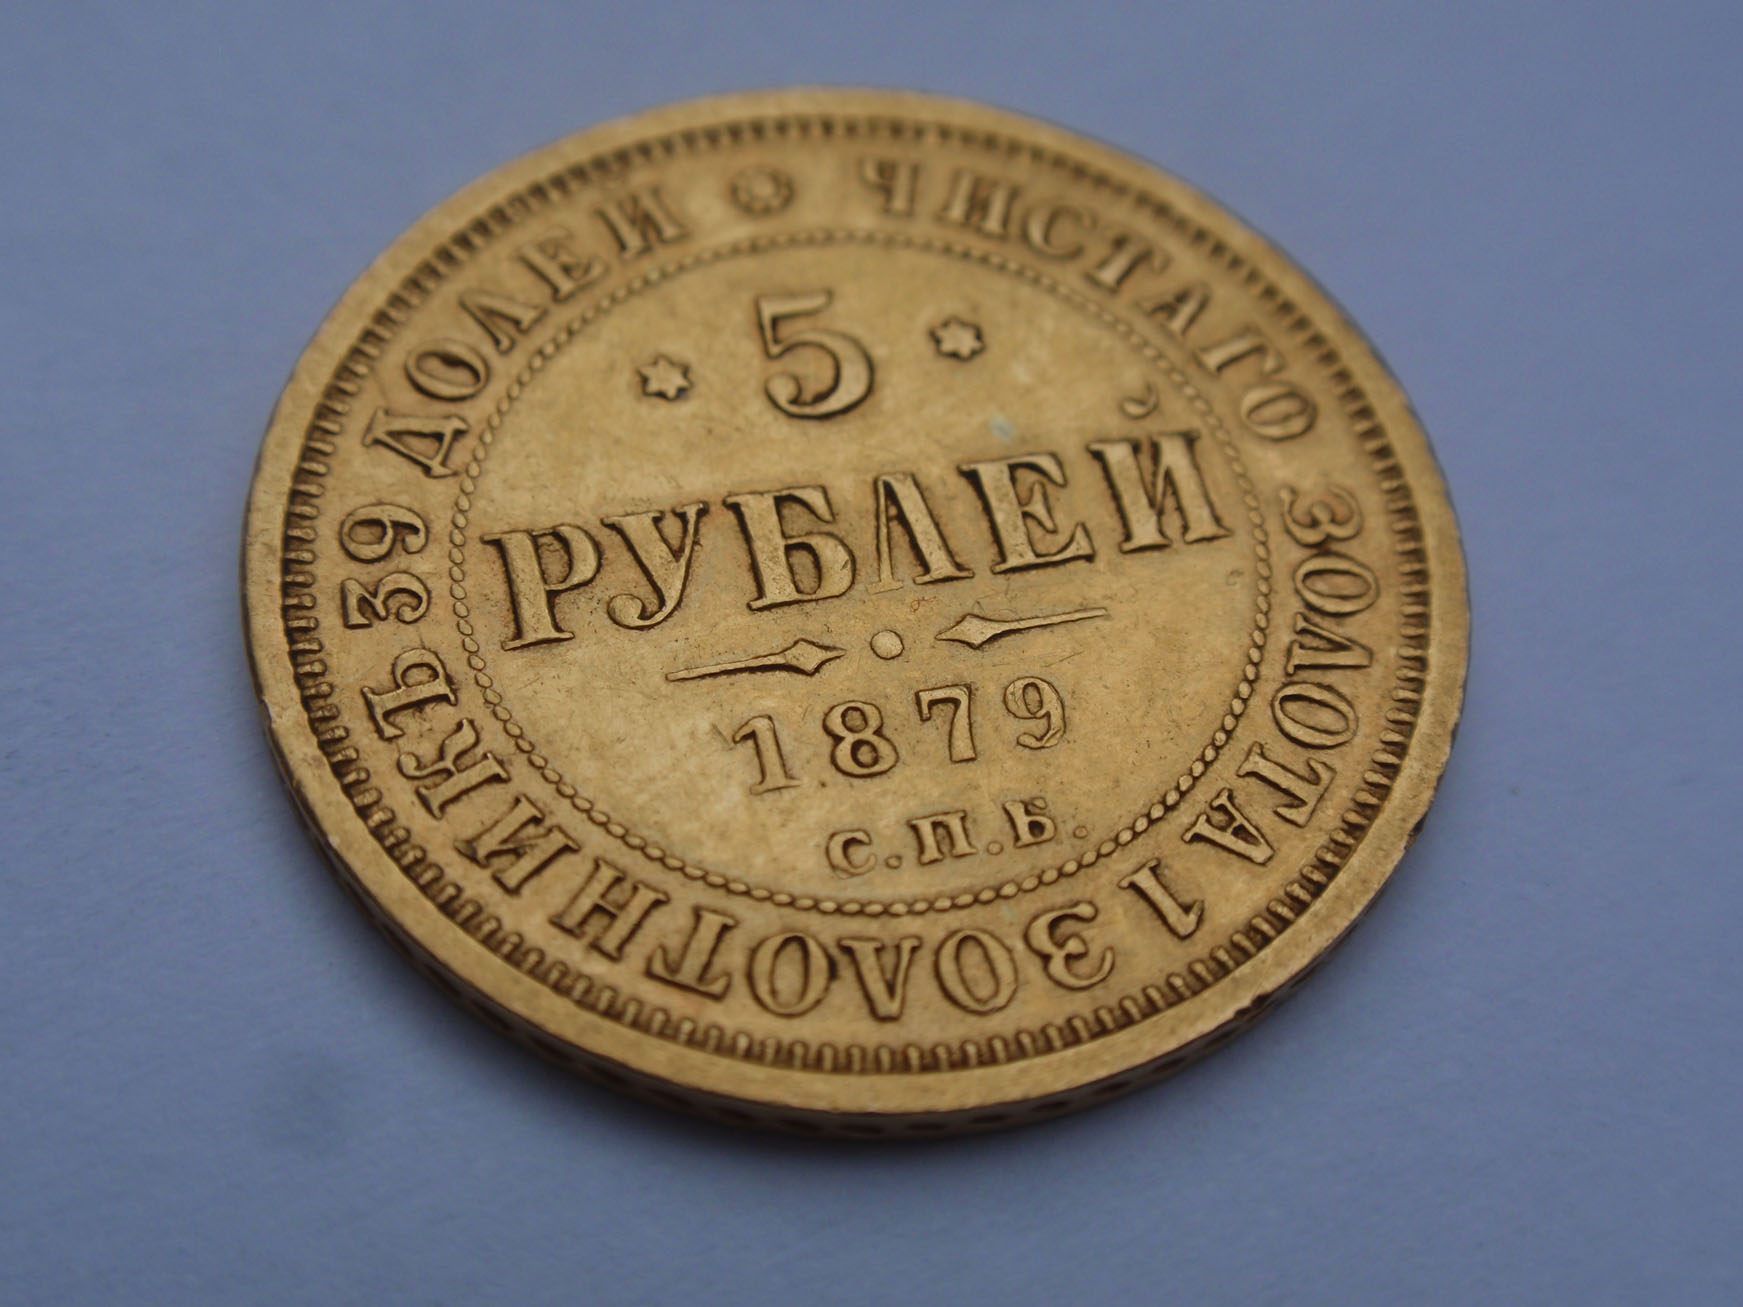 ЧИСТАГО ЗОЛОТА 1 ЗОЛОТНИКЪ 39 ДОЛЕЙ
5
РУБЛЕЙ
1879
С.П.Б.